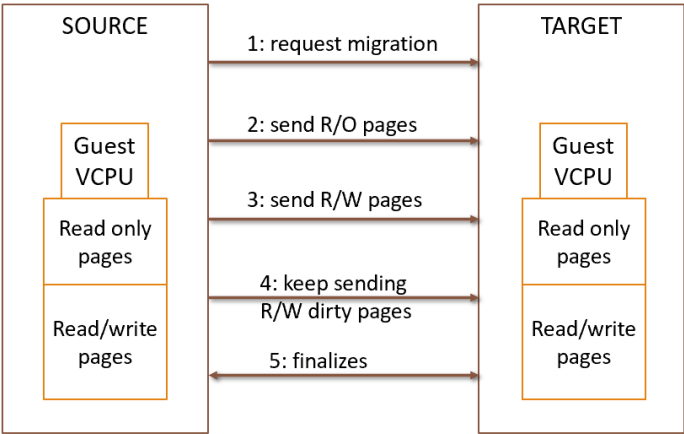 SOURCE
TARGET
1: request migration
2: send R/O pages
Guest
VCPU
Guest
VCPU
3: send R/W pages
Read only
pages
Read only
pages
4: keep sending
R/W dirty pages
Read/write
pages
Read/write
pages
5: finalizes